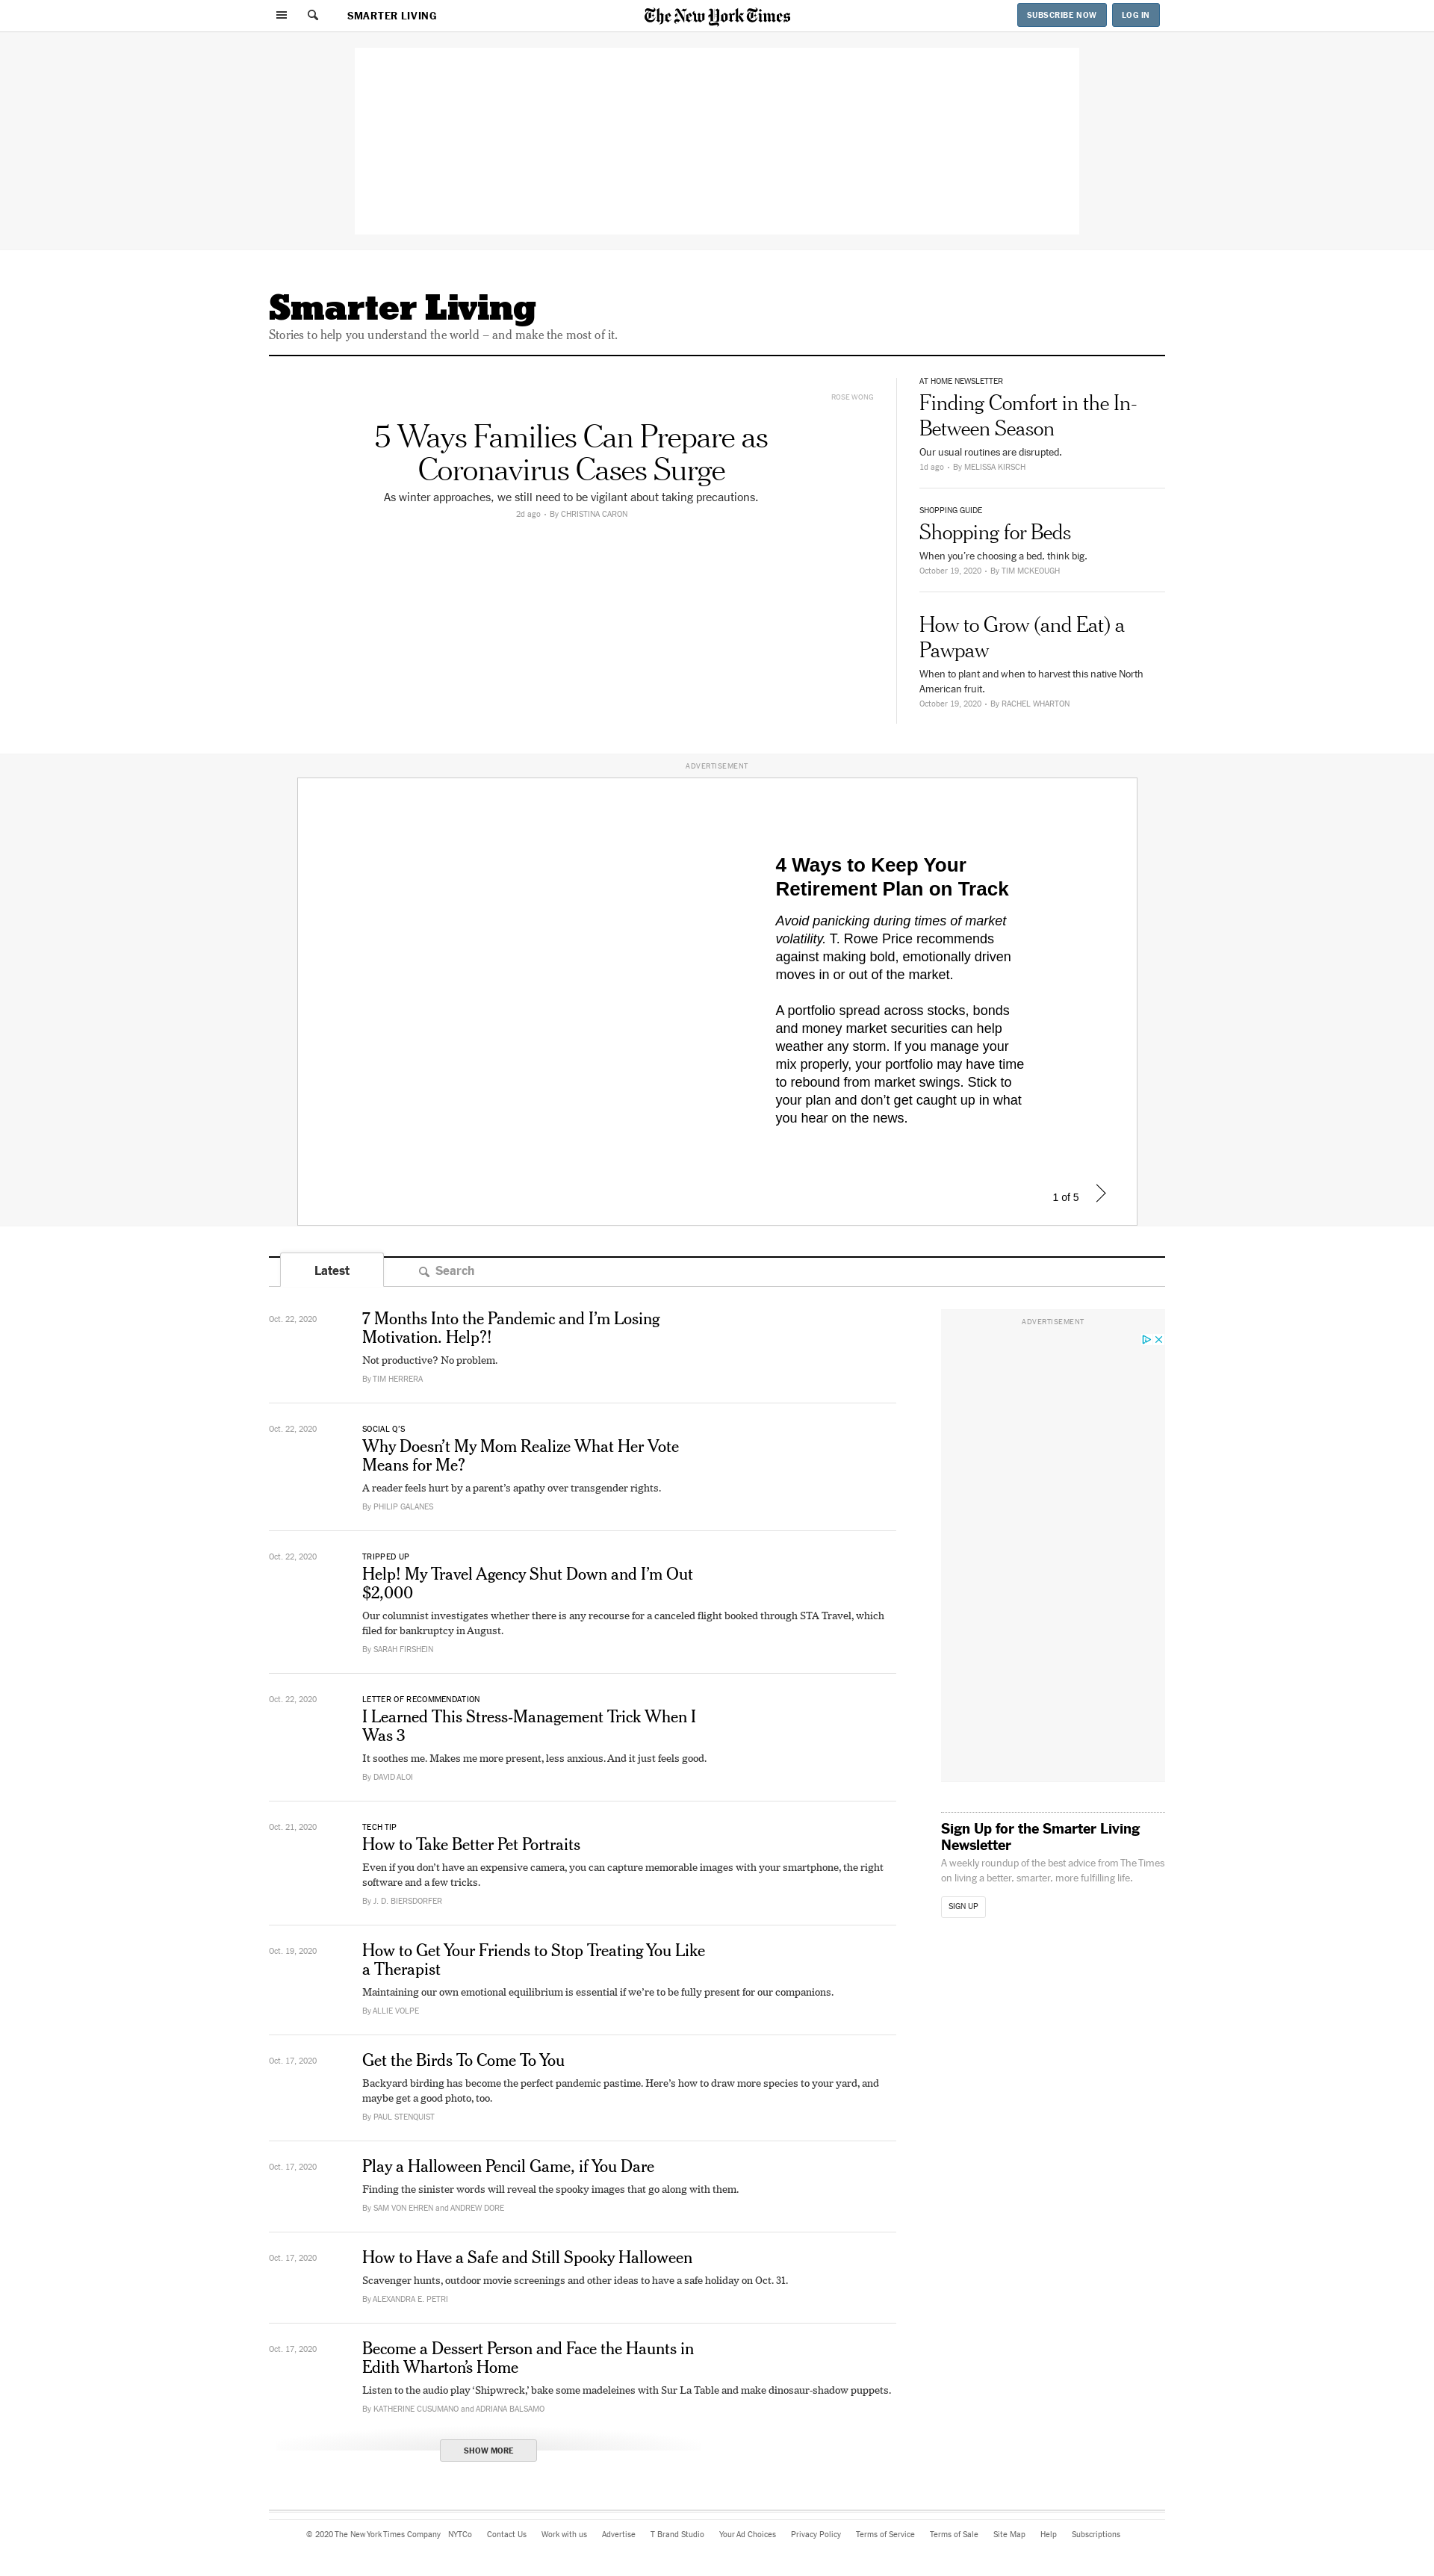 SMARTER LIVING
The New York Times
SUBSCRIBE NOW
LOG IN
Smarter Living
Stories to help you understand the world – and make the most of it.
ROSE WONG
5 Ways Families Can Prepare as
Coronavirus Cases Surge
As winter approaches, we still need to be vigilant about taking precautions.
2d ago • By CHRISTINA CARON
AT HOME NEWSLETTER
Finding Comfort in the In-
Between Season
Our usual routines are disrupted.
1d ago • By MELISSA KIRSCH
SHOPPING GUIDE
Shopping for Beds
When you’re choosing a bed, think big.
October 19, 2020 • By TIM MCKEOUGH
How to Grow (and Eat) a
Pawpaw
When to plant and when to harvest this native North
American fruit.
October 19, 2020 • By RACHEL WHARTON
ADVERTISEMENT
4 Ways to Keep Your
Retirement Plan on Track
Avoid panicking during times of market
volatility. T. Rowe Price recommends
against making bold, emotionally driven
moves in or out of the market.
A portfolio spread across stocks, bonds
and money market securities can help
weather any storm. If you manage your
mix properly, your portfolio may have time
to rebound from market swings. Stick to
your plan and don’t get caught up in what
you hear on the news.
1 of 5
Latest
Search
Oct. 22, 2020
7 Months Into the Pandemic and I’m Losing
Motivation. Help?!
Not productive? No problem.
By TIM HERRERA
Oct. 22, 2020
SOCIAL Q’S
Why Doesn’t My Mom Realize What Her Vote
Means for Me?
A reader feels hurt by a parent’s apathy over transgender rights.
By PHILIP GALANES
Oct. 22, 2020
TRIPPED UP
Help! My Travel Agency Shut Down and I’m Out
$2,000
Our columnist investigates whether there is any recourse for a canceled flight booked through STA Travel, which
filed for bankruptcy in August.
By SARAH FIRSHEIN
Oct. 22, 2020
LETTER OF RECOMMENDATION
I Learned This Stress-Management Trick When I
Was 3
It soothes me. Makes me more present, less anxious. And it just feels good.
By DAVID ALOI
Oct. 21, 2020
TECH TIP
How to Take Better Pet Portraits
Even if you don’t have an expensive camera, you can capture memorable images with your smartphone, the right
software and a few tricks.
By J. D. BIERSDORFER
Oct. 19, 2020
How to Get Your Friends to Stop Treating You Like
a Therapist
Maintaining our own emotional equilibrium is essential if we’re to be fully present for our companions.
By ALLIE VOLPE
Oct. 17, 2020
Get the Birds To Come To You
Backyard birding has become the perfect pandemic pastime. Here’s how to draw more species to your yard, and
maybe get a good photo, too.
By PAUL STENQUIST
Oct. 17, 2020
Play a Halloween Pencil Game, if You Dare
Finding the sinister words will reveal the spooky images that go along with them.
By SAM VON EHREN and ANDREW DORE
Oct. 17, 2020
How to Have a Safe and Still Spooky Halloween
Scavenger hunts, outdoor movie screenings and other ideas to have a safe holiday on Oct. 31.
By ALEXANDRA E. PETRI
Oct. 17, 2020
Become a Dessert Person and Face the Haunts in
Edith Wharton’s Home
Listen to the audio play ‘Shipwreck,’ bake some madeleines with Sur La Table and make dinosaur-shadow puppets.
By KATHERINE CUSUMANO and ADRIANA BALSAMO
SHOW MORE
ADVERTISEMENT
Sign Up for the Smarter Living
Newsletter
A weekly roundup of the best advice from The Times
on living a better, smarter, more fulfilling life.
SIGN UP
© 2020 The New York Times Company NYTCo Contact Us Work with us Advertise T Brand Studio Your Ad Choices Privacy Policy Terms of Service Terms of Sale Site Map Help Subscriptions